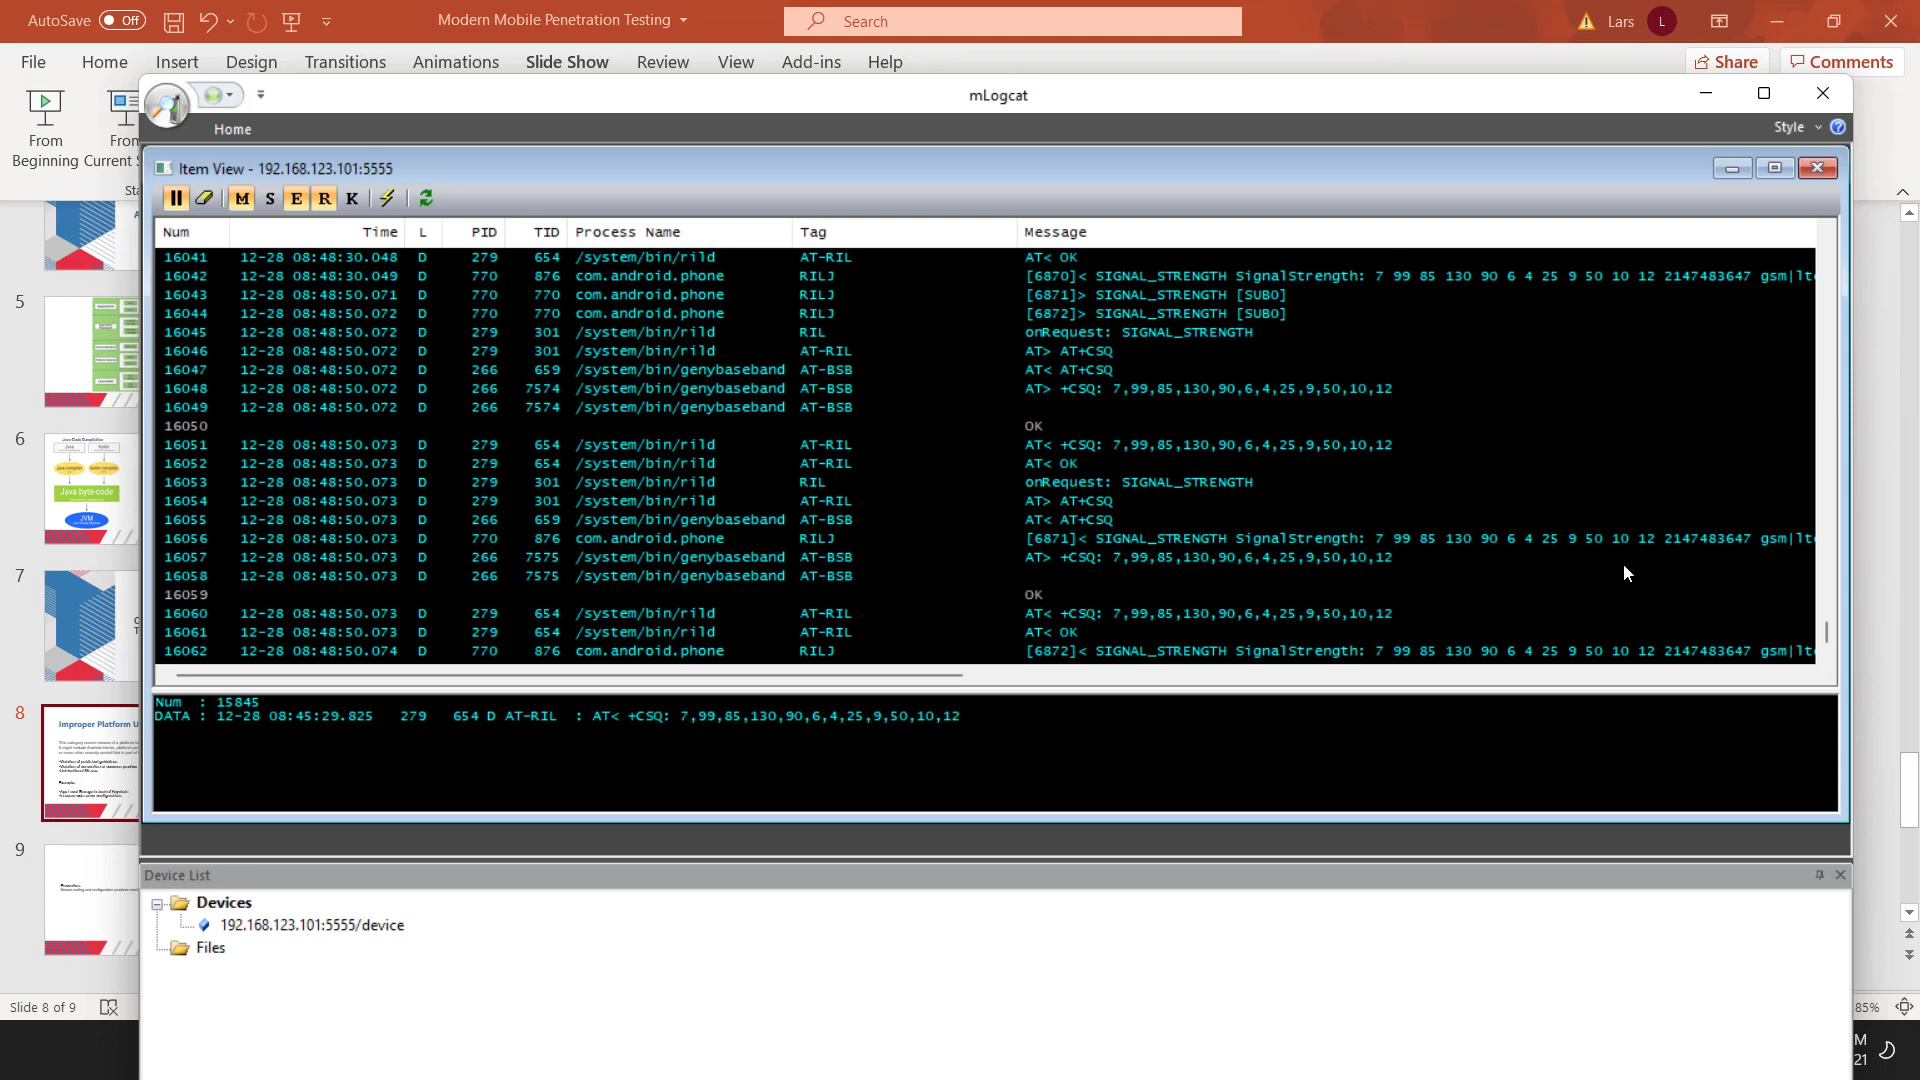 AutoSave Off Modern Mobile Penetration Testing Search Lars L
File Home Insert Design Transitions Animations Slide Show Review View Add-ins Help Share Comments
From Beginning
mLogcat
Home Style
Item View - 192.168.123.101:5555
M S E R K
Num Time L PID TID Process Name Tag Message
16041 12-28 08:48:30.048 D 279 654 /system/bin/rild AT-RIL AT< OK
16042 12-28 08:48:30.049 D 770 876 com.android.phone RILJ [6870]< SIGNAL_STRENGTH SignalStrength: 7 99 85 130 90 6 4 25 9 50 10 12 2147483647 gsm|lt
16043 12-28 08:48:50.071 D 770 770 com.android.phone RILJ [6871]> SIGNAL_STRENGTH [SUB0]
16044 12-28 08:48:50.072 D 770 770 com.android.phone RILJ [6872]> SIGNAL_STRENGTH [SUB0]
16045 12-28 08:48:50.072 D 279 301 /system/bin/rild RIL onRequest: SIGNAL_STRENGTH
16046 12-28 08:48:50.072 D 279 301 /system/bin/rild AT-RIL AT> AT+CSQ
16047 12-28 08:48:50.072 D 266 659 /system/bin/genybaseband AT-BSB AT< AT+CSQ
16048 12-28 08:48:50.072 D 266 7574 /system/bin/genybaseband AT-BSB AT> +CSQ: 7,99,85,130,90,6,4,25,9,50,10,12
16049 12-28 08:48:50.072 D 266 7574 /system/bin/genybaseband AT-BSB
16050 OK
16051 12-28 08:48:50.073 D 279 654 /system/bin/rild AT-RIL AT< +CSQ: 7,99,85,130,90,6,4,25,9,50,10,12
16052 12-28 08:48:50.073 D 279 654 /system/bin/rild AT-RIL AT< OK
16053 12-28 08:48:50.073 D 279 301 /system/bin/rild RIL onRequest: SIGNAL_STRENGTH
16054 12-28 08:48:50.073 D 279 301 /system/bin/rild AT-RIL AT> AT+CSQ
16055 12-28 08:48:50.073 D 266 659 /system/bin/genybaseband AT-BSB AT< AT+CSQ
16056 12-28 08:48:50.073 D 770 876 com.android.phone RILJ [6871]< SIGNAL_STRENGTH SignalStrength: 7 99 85 130 90 6 4 25 9 50 10 12 2147483647 gsm|lt
16057 12-28 08:48:50.073 D 266 7575 /system/bin/genybaseband AT-BSB AT> +CSQ: 7,99,85,130,90,6,4,25,9,50,10,12
16058 12-28 08:48:50.073 D 266 7575 /system/bin/genybaseband AT-BSB
16059 OK
16060 12-28 08:48:50.073 D 279 654 /system/bin/rild AT-RIL AT< +CSQ: 7,99,85,130,90,6,4,25,9,50,10,12
16061 12-28 08:48:50.073 D 279 654 /system/bin/rild AT-RIL AT< OK
16062 12-28 08:48:50.074 D 770 876 com.android.phone RILJ [6872]< SIGNAL_STRENGTH SignalStrength: 7 99 85 130 90 6 4 25 9 50 10 12 2147483647 gsm|lt
Num : 15845
DATA : 12-28 08:45:29.825 279 654 D AT-RIL : AT< +CSQ: 7,99,85,130,90,6,4,25,9,50,10,12
Device List
Devices
192.168.123.101:5555/device
Files
5
6
Java byte-code
JVM
7
8
Improper Platform U
9
Slide 8 of 9 85%
M
21